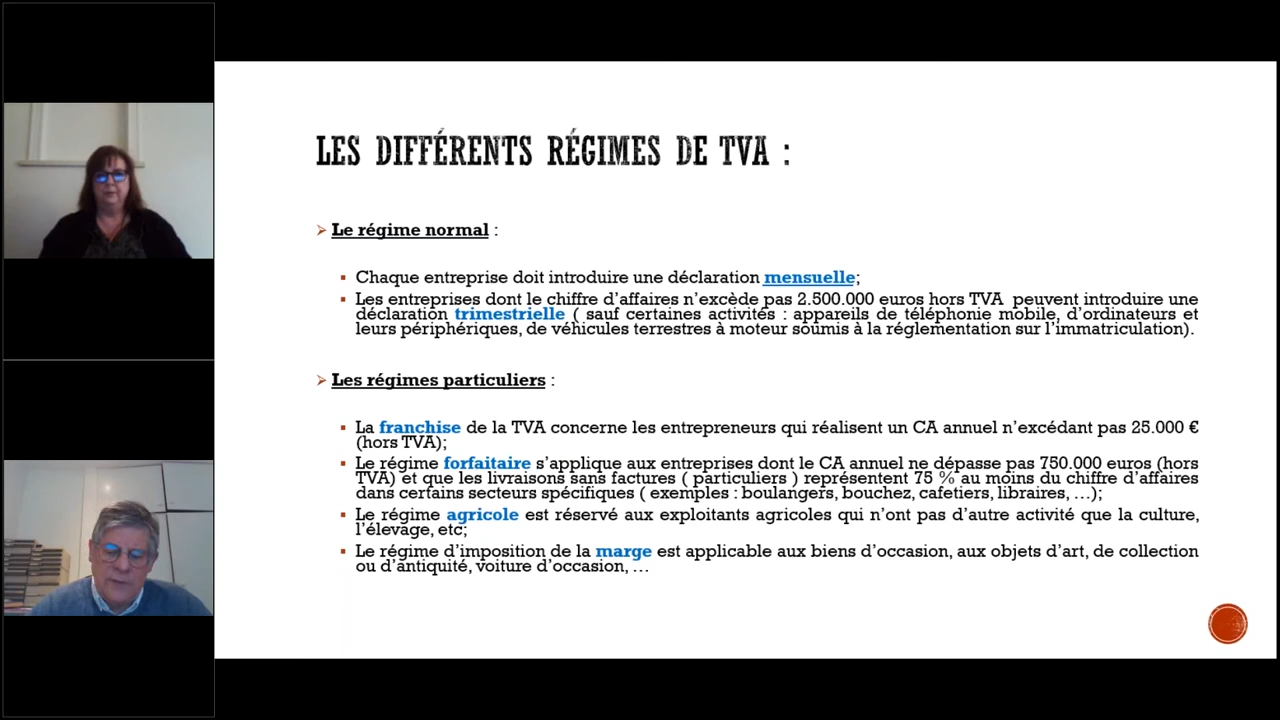 LES DIFFÉRENTS RÉGIMES DE TVA :
Le régime normal :
Chaque entreprise doit introduire une déclaration mensuelle;
Les entreprises dont le chiffre d’affaires n’excède pas 2.500.000 euros hors TVA peuvent introduire une
déclaration trimestrielle ( sauf certaines activités : appareils de téléphonie mobile, d’ordinateurs et
leurs périphériques, de véhicules terrestres à moteur soumis à la réglementation sur l’immatriculation).
Les régimes particuliers :
La franchise de la TVA concerne les entrepreneurs qui réalisent un CA annuel n’excédant pas 25.000 €
(hors TVA);
Le régime forfaitaire s’applique aux entreprises dont le CA annuel ne dépasse pas 750.000 euros (hors
TVA) et que les livraisons sans factures ( particuliers ) représentent 75 % au moins du chiffre d’affaires
dans certains secteurs spécifiques ( exemples : boulangers, bouchez, cafetiers, libraires, …);
Le régime agricole est réservé aux exploitants agricoles qui n’ont pas d’autre activité que la culture,
l’élevage, etc;
Le régime d’imposition de la marge est applicable aux biens d’occasion, aux objets d’art, de collection
ou d’antiquité, voiture d’occasion, …